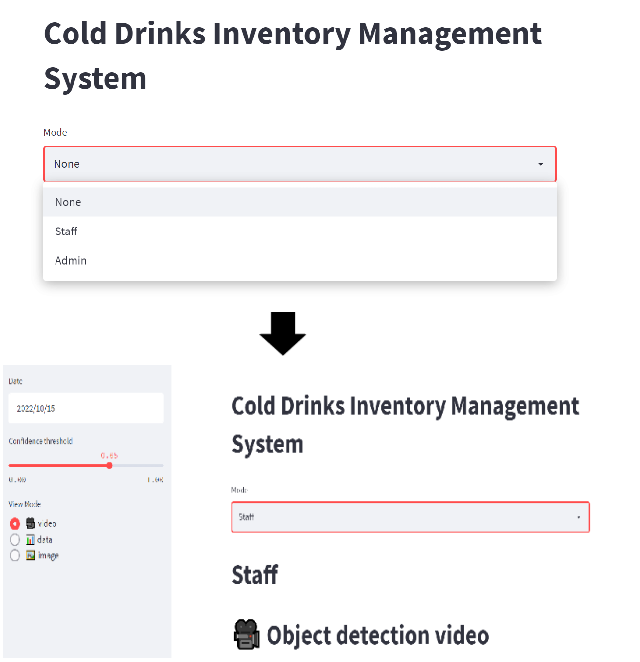 Cold Drinks Inventory Management
System
Mode
None
None
Staff
Admin
Date
2022/10/15
Confidence threshold
0.65
0.00 1.00
View Mode
video
data
image
Cold Drinks Inventory Management
System
Mode
Staff
Staff
Object detection video